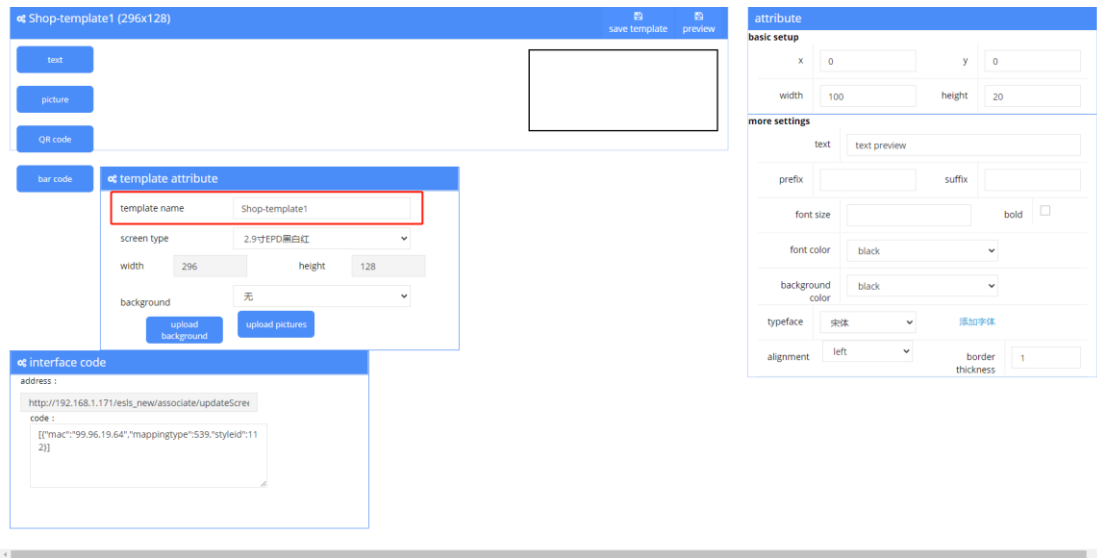 Shop-template1 (296x128)
save template
preview
text
picture
QR code
bar code
template attribute
template name
Shop-template1
screen type
2.9寸EPD黑白红
width
296
height
128
background
无
upload
background
upload pictures
interface code
address :
http://192.168.1.171/esls_new/associate/updateScree
code :
[{"mac":"99.96.19.64","mappingtype":539,"styleid":11
2}]
attribute
basic setup
x
0
y
0
width
100
height
20
more settings
text
text preview
prefix
suffix
font size
bold
font color
black
background
color
black
typeface
宋体
添加字体
alignment
left
border
thickness
1